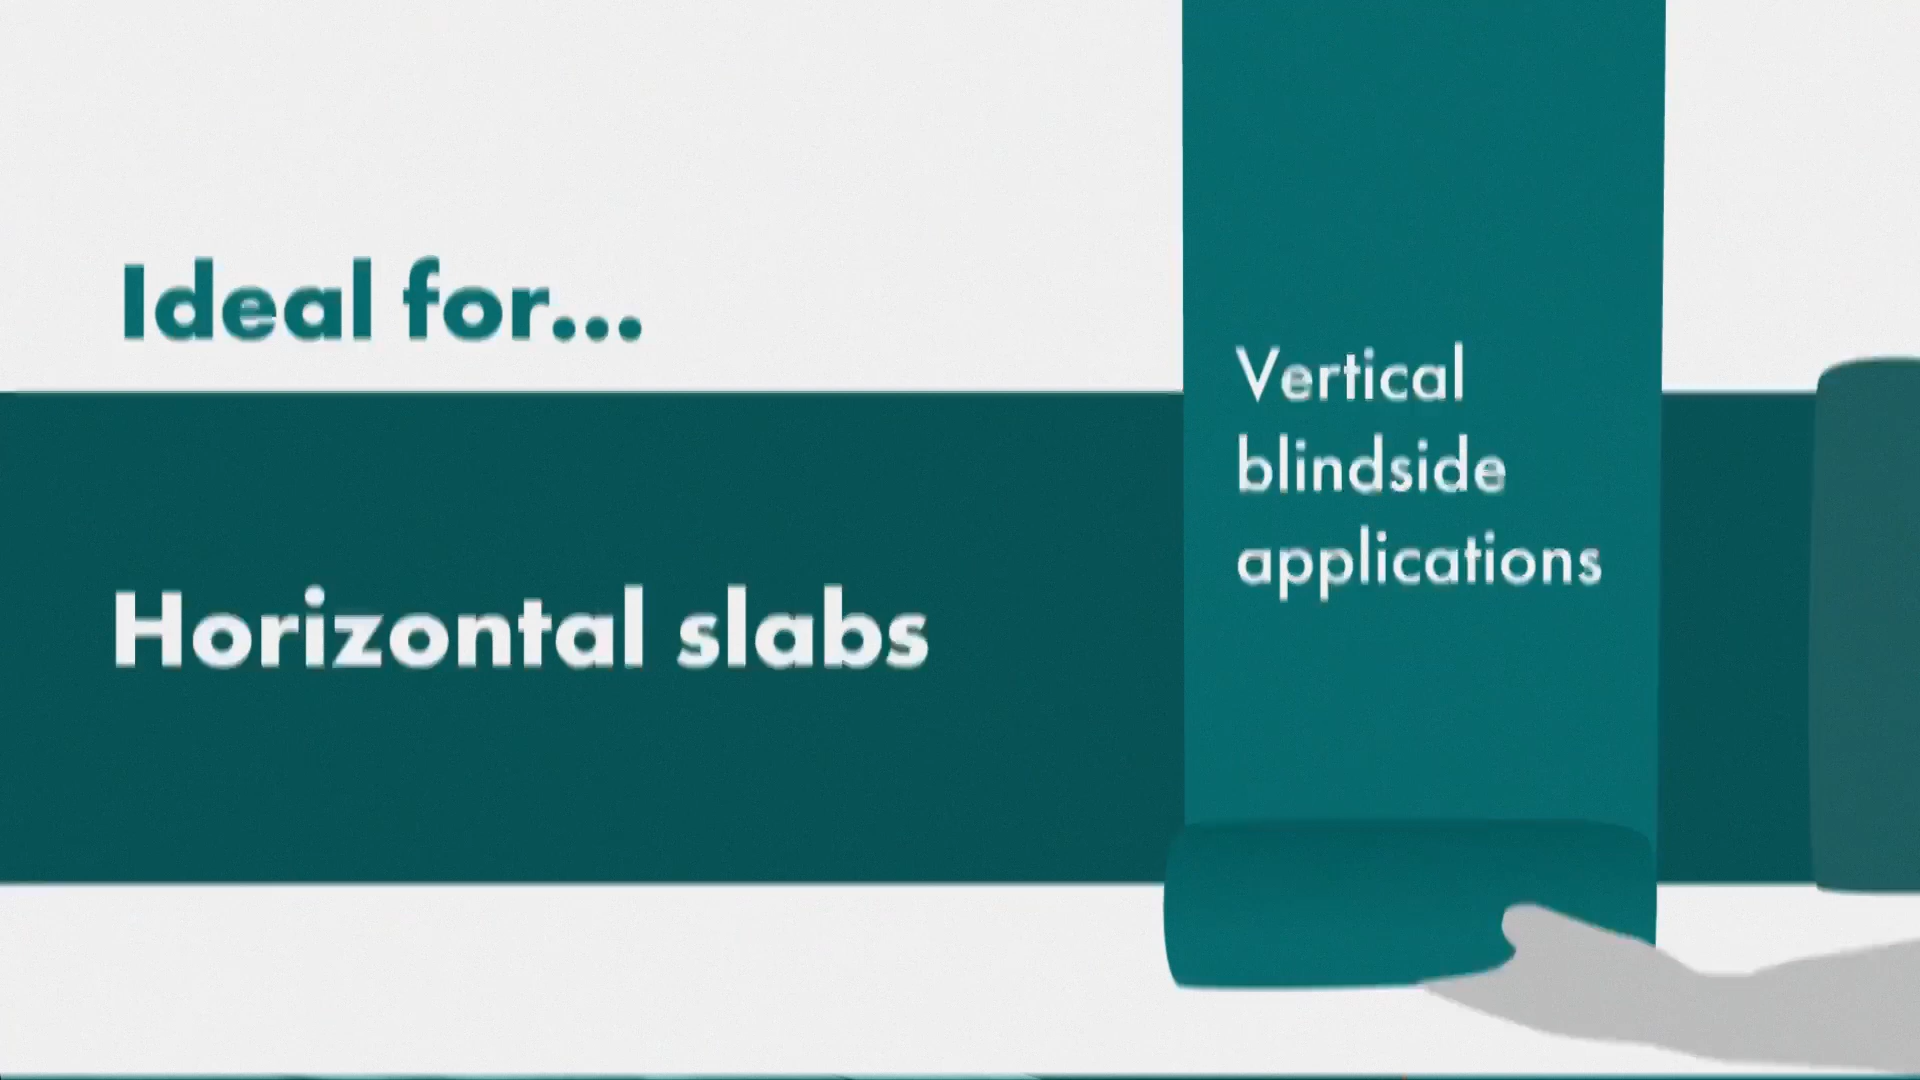 Ideal for...
Horizontal slabs
Vertical
blindside
applications